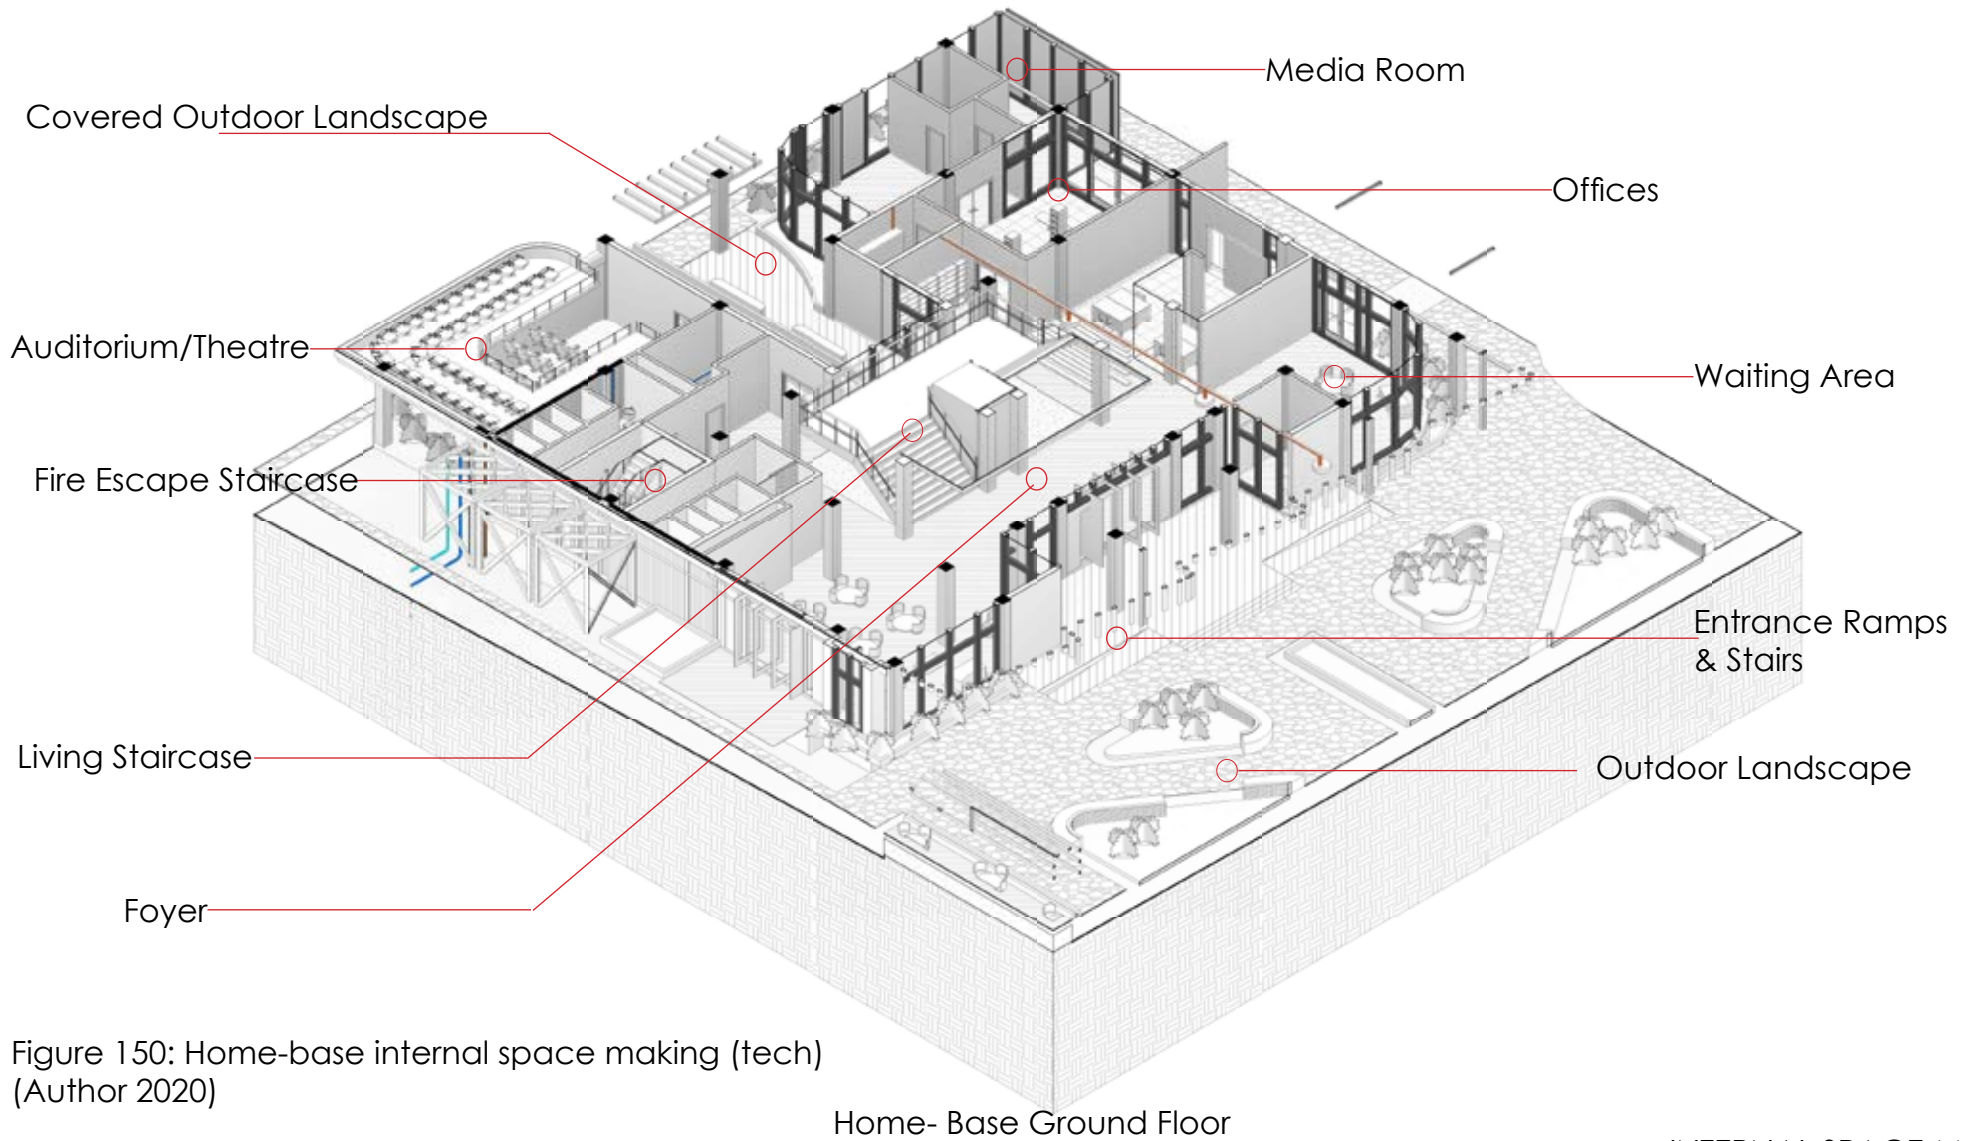 Media Room
Covered Outdoor Landscape
Offices
Auditorium/Theatre
Waiting Area
Fire Escape Staircase
Entrance Ramps
& Stairs
Living Staircase
Outdoor Landscape
Foyer
Figure 150: Home-base internal space making (tech)
(Author 2020)
Home- Base Ground Floor